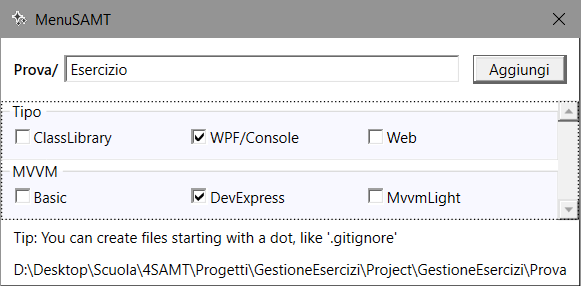 MenuSAMT
Prova/ Esercizio Aggiungi
Tipo
ClassLibrary WPF/Console Web
MVVM
Basic DevExpress MvvmLight
Tip: You can create files starting with a dot, like '.gitignore'
D:\Desktop\Scuola\4SAMT\Progetti\GestioneEsercizi\Project\GestioneEsercizi\Prova